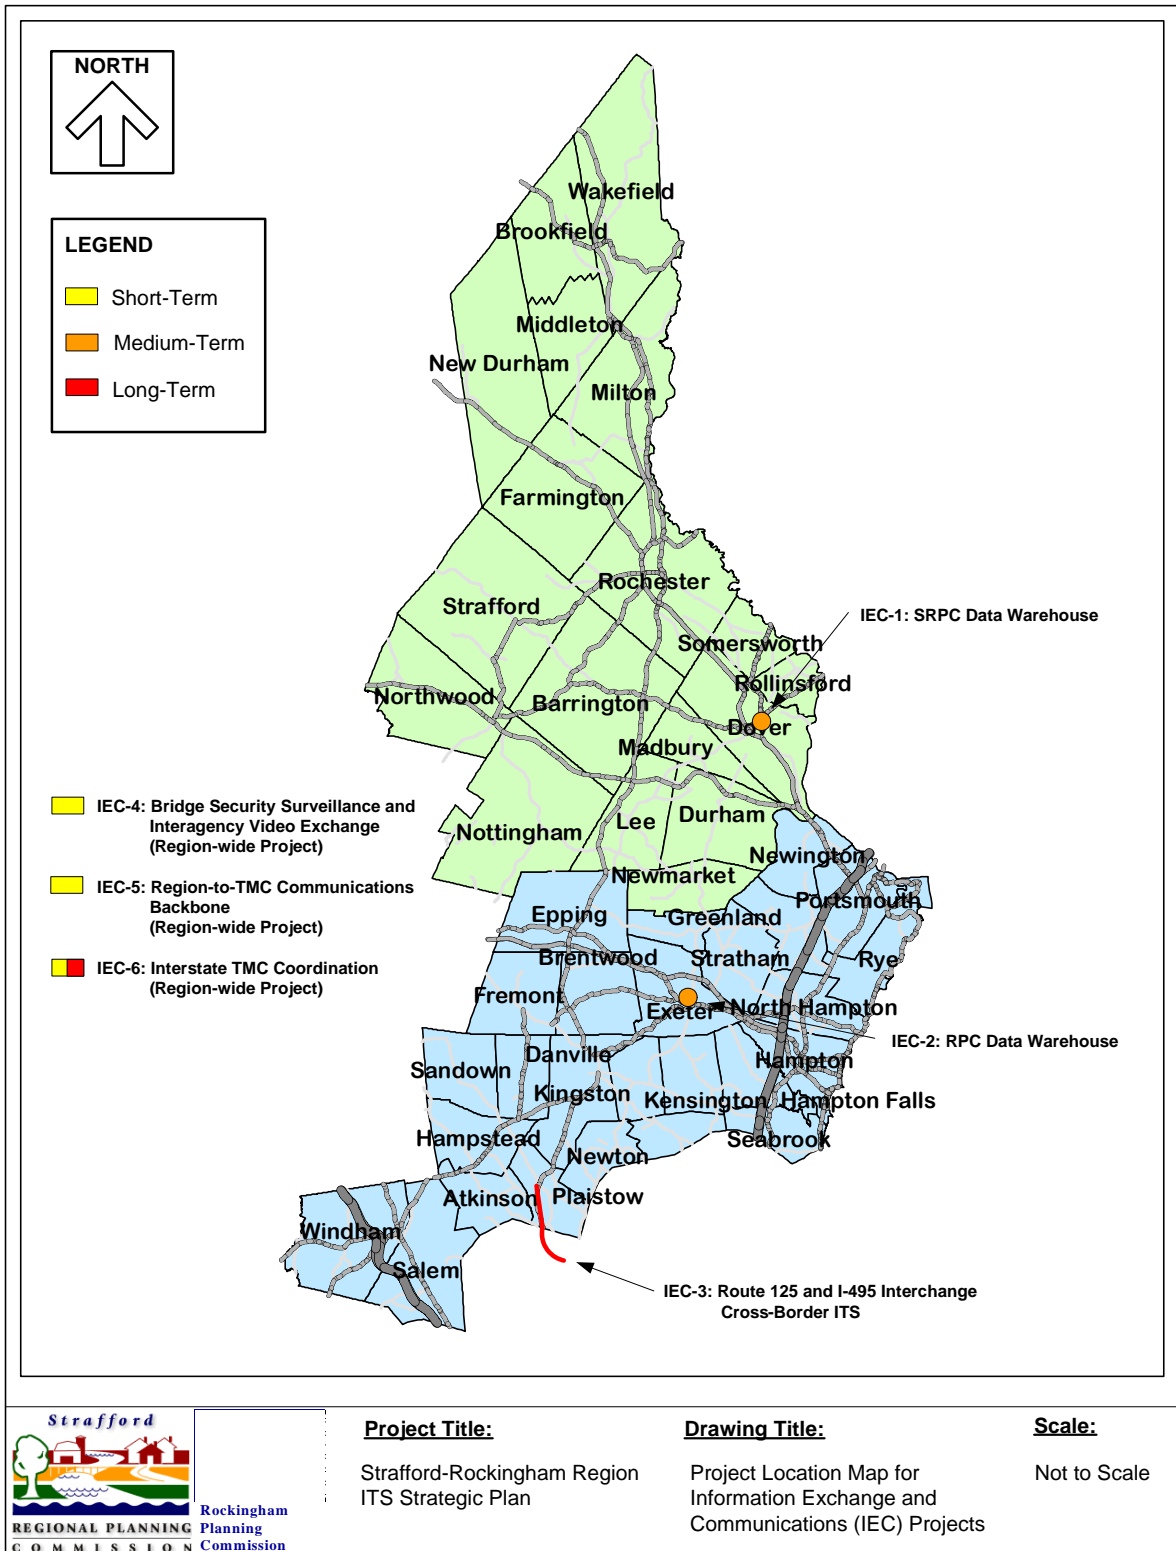 NORTH
LEGEND
Short-Term
Medium-Term
Long-Term
Wakefield
Brookfield
Middleton
New Durham
Milton
Farmington
Rochester
Strafford
IEC-1: SRPC Data Warehouse
Somersworth
Rollinsford
Northwood
Barrington
Dover
Madbury
IEC-4: Bridge Security Surveillance and
Interagency Video Exchange
(Region-wide Project)
Nottingham
Lee
Durham
Newington
IEC-5: Region-to-TMC Communications
Backbone
(Region-wide Project)
Newmarket
Portsmouth
Epping
Greenland
Brentwood
Stratham
Rye
IEC-6: Interstate TMC Coordination
(Region-wide Project)
Fremont
Exeter
North Hampton
IEC-2: RPC Data Warehouse
Danville
Hampton
Sandown
Kingston
Kensington
Hampton Falls
Hampstead
Seabrook
Newton
Atkinson
Plaistow
Windham
Salem
IEC-3: Route 125 and I-495 Interchange
Cross-Border ITS
Strafford
REGIONAL PLANNING
COMMISSION
Rockingham
Planning
Commission
Project Title:
Strafford-Rockingham Region
ITS Strategic Plan
Drawing Title:
Project Location Map for
Information Exchange and
Communications (IEC) Projects
Scale:
Not to Scale